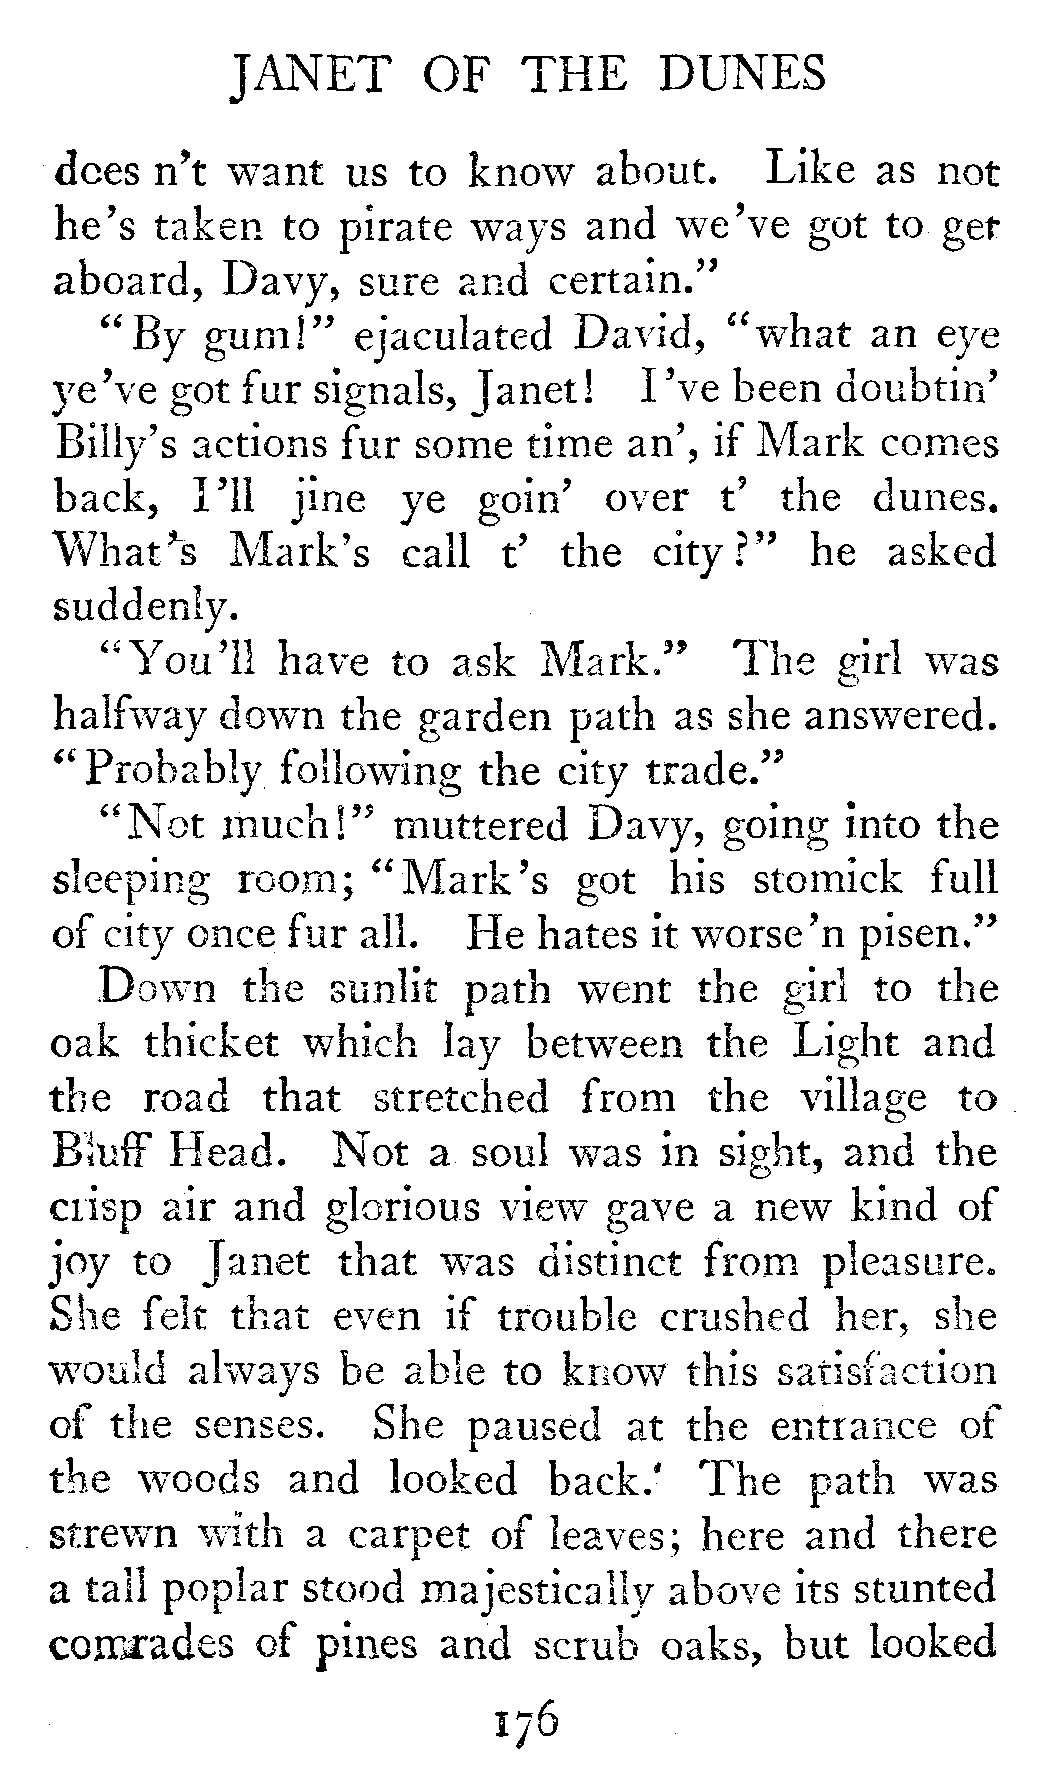 JANET OF THE DUNES
does n't want us to know about. Like as not
he's taken to pirate ways and we've got to get
aboard, Davy, sure and certain."
"By gum!" ejaculated David, "what an eye
ye've got fur signals, Janet! I've been doubtin'
Billy's actions fur some time an', if Mark comes
back, I'll jine ye goin' over t' the dunes.
What's Mark's call t' the city?" he asked
suddenly.
"You'll have to ask Mark." The girl was
halfway down the garden path as she answered.
"Probably following the city trade."
"Not much!" muttered Davy, going into the
sleeping room; "Mark's got his stomick full
of city once fur all. He hates it worse'n pisen."
Down the sunlit path went the girl to the
oak thicket which lay between the Light and
the road that stretched from the village to
Bluff Head. Not a soul was in sight, and the
crisp air and glorious view gave a new kind of
joy to Janet that was distinct from pleasure.
She felt that even if trouble crushed her, she
would always be able to know this satisfaction
of the senses. She paused at the entrance of
the woods and looked back. The path was
strewn with a carpet of leaves; here and there
a tall poplar stood majestically above its stunted
comrades of pines and scrub oaks, but looked
176